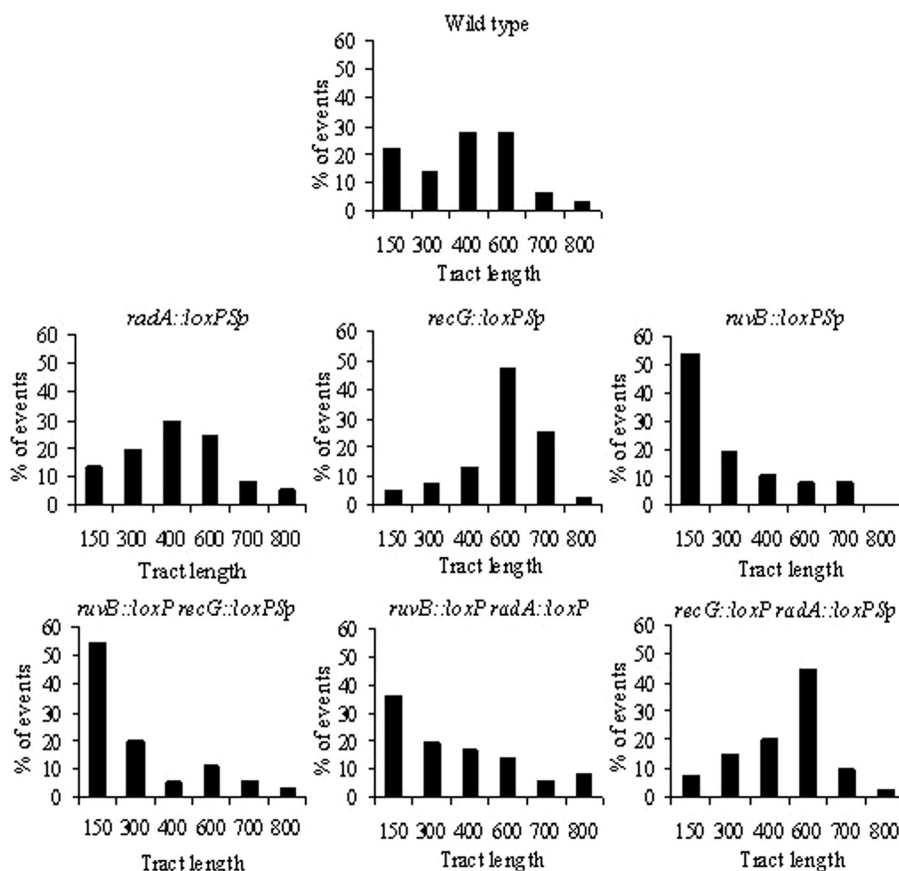 Wild type
% of events
60
50
40
30
20
10
0
150 300 400 600 700 800
Tract length
radA::loxPSp
% of events
60
50
40
30
20
10
0
150 300 400 600 700 800
Tract length
recG::loxPSp
% of events
60
50
40
30
20
10
0
150 300 400 600 700 800
Tract length
ruvB::loxPSp
% of events
60
50
40
30
20
10
0
150 300 400 600 700 800
Tract length
ruvB::loxP recG::loxPSp
% of events
60
50
40
30
20
10
0
150 300 400 600 700 800
Tract length
ruvB::loxP radA::loxP
% of events
60
50
40
30
20
10
0
150 300 400 600 700 800
Tract length
recG::loxP radA::loxPSp
% of events
60
50
40
30
20
10
0
150 300 400 600 700 800
Tract length